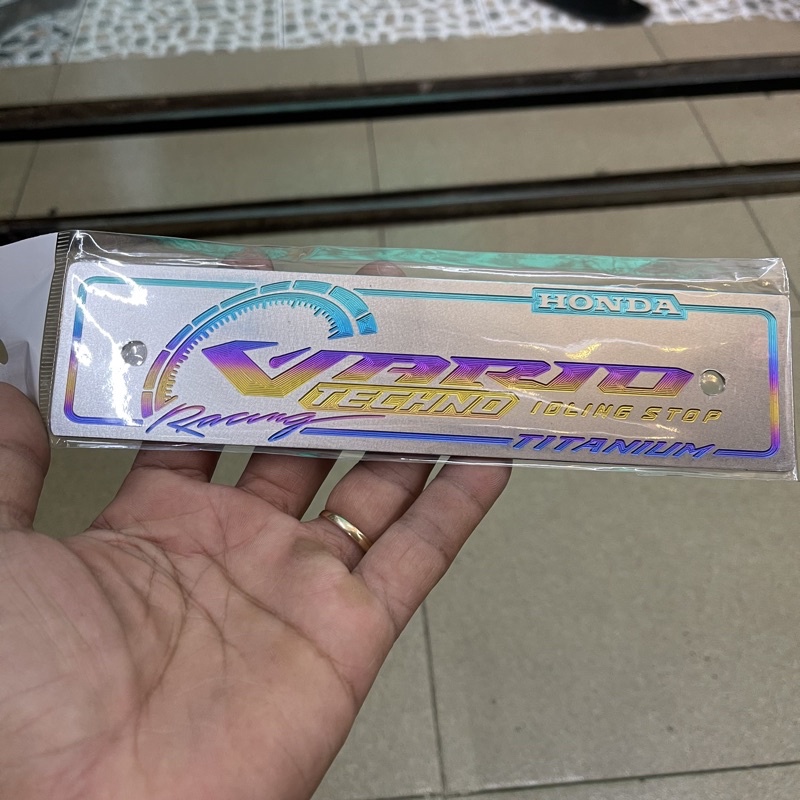 HONDA
VARIO
TECHNO IDLING STOP
Racing
TITANIUM